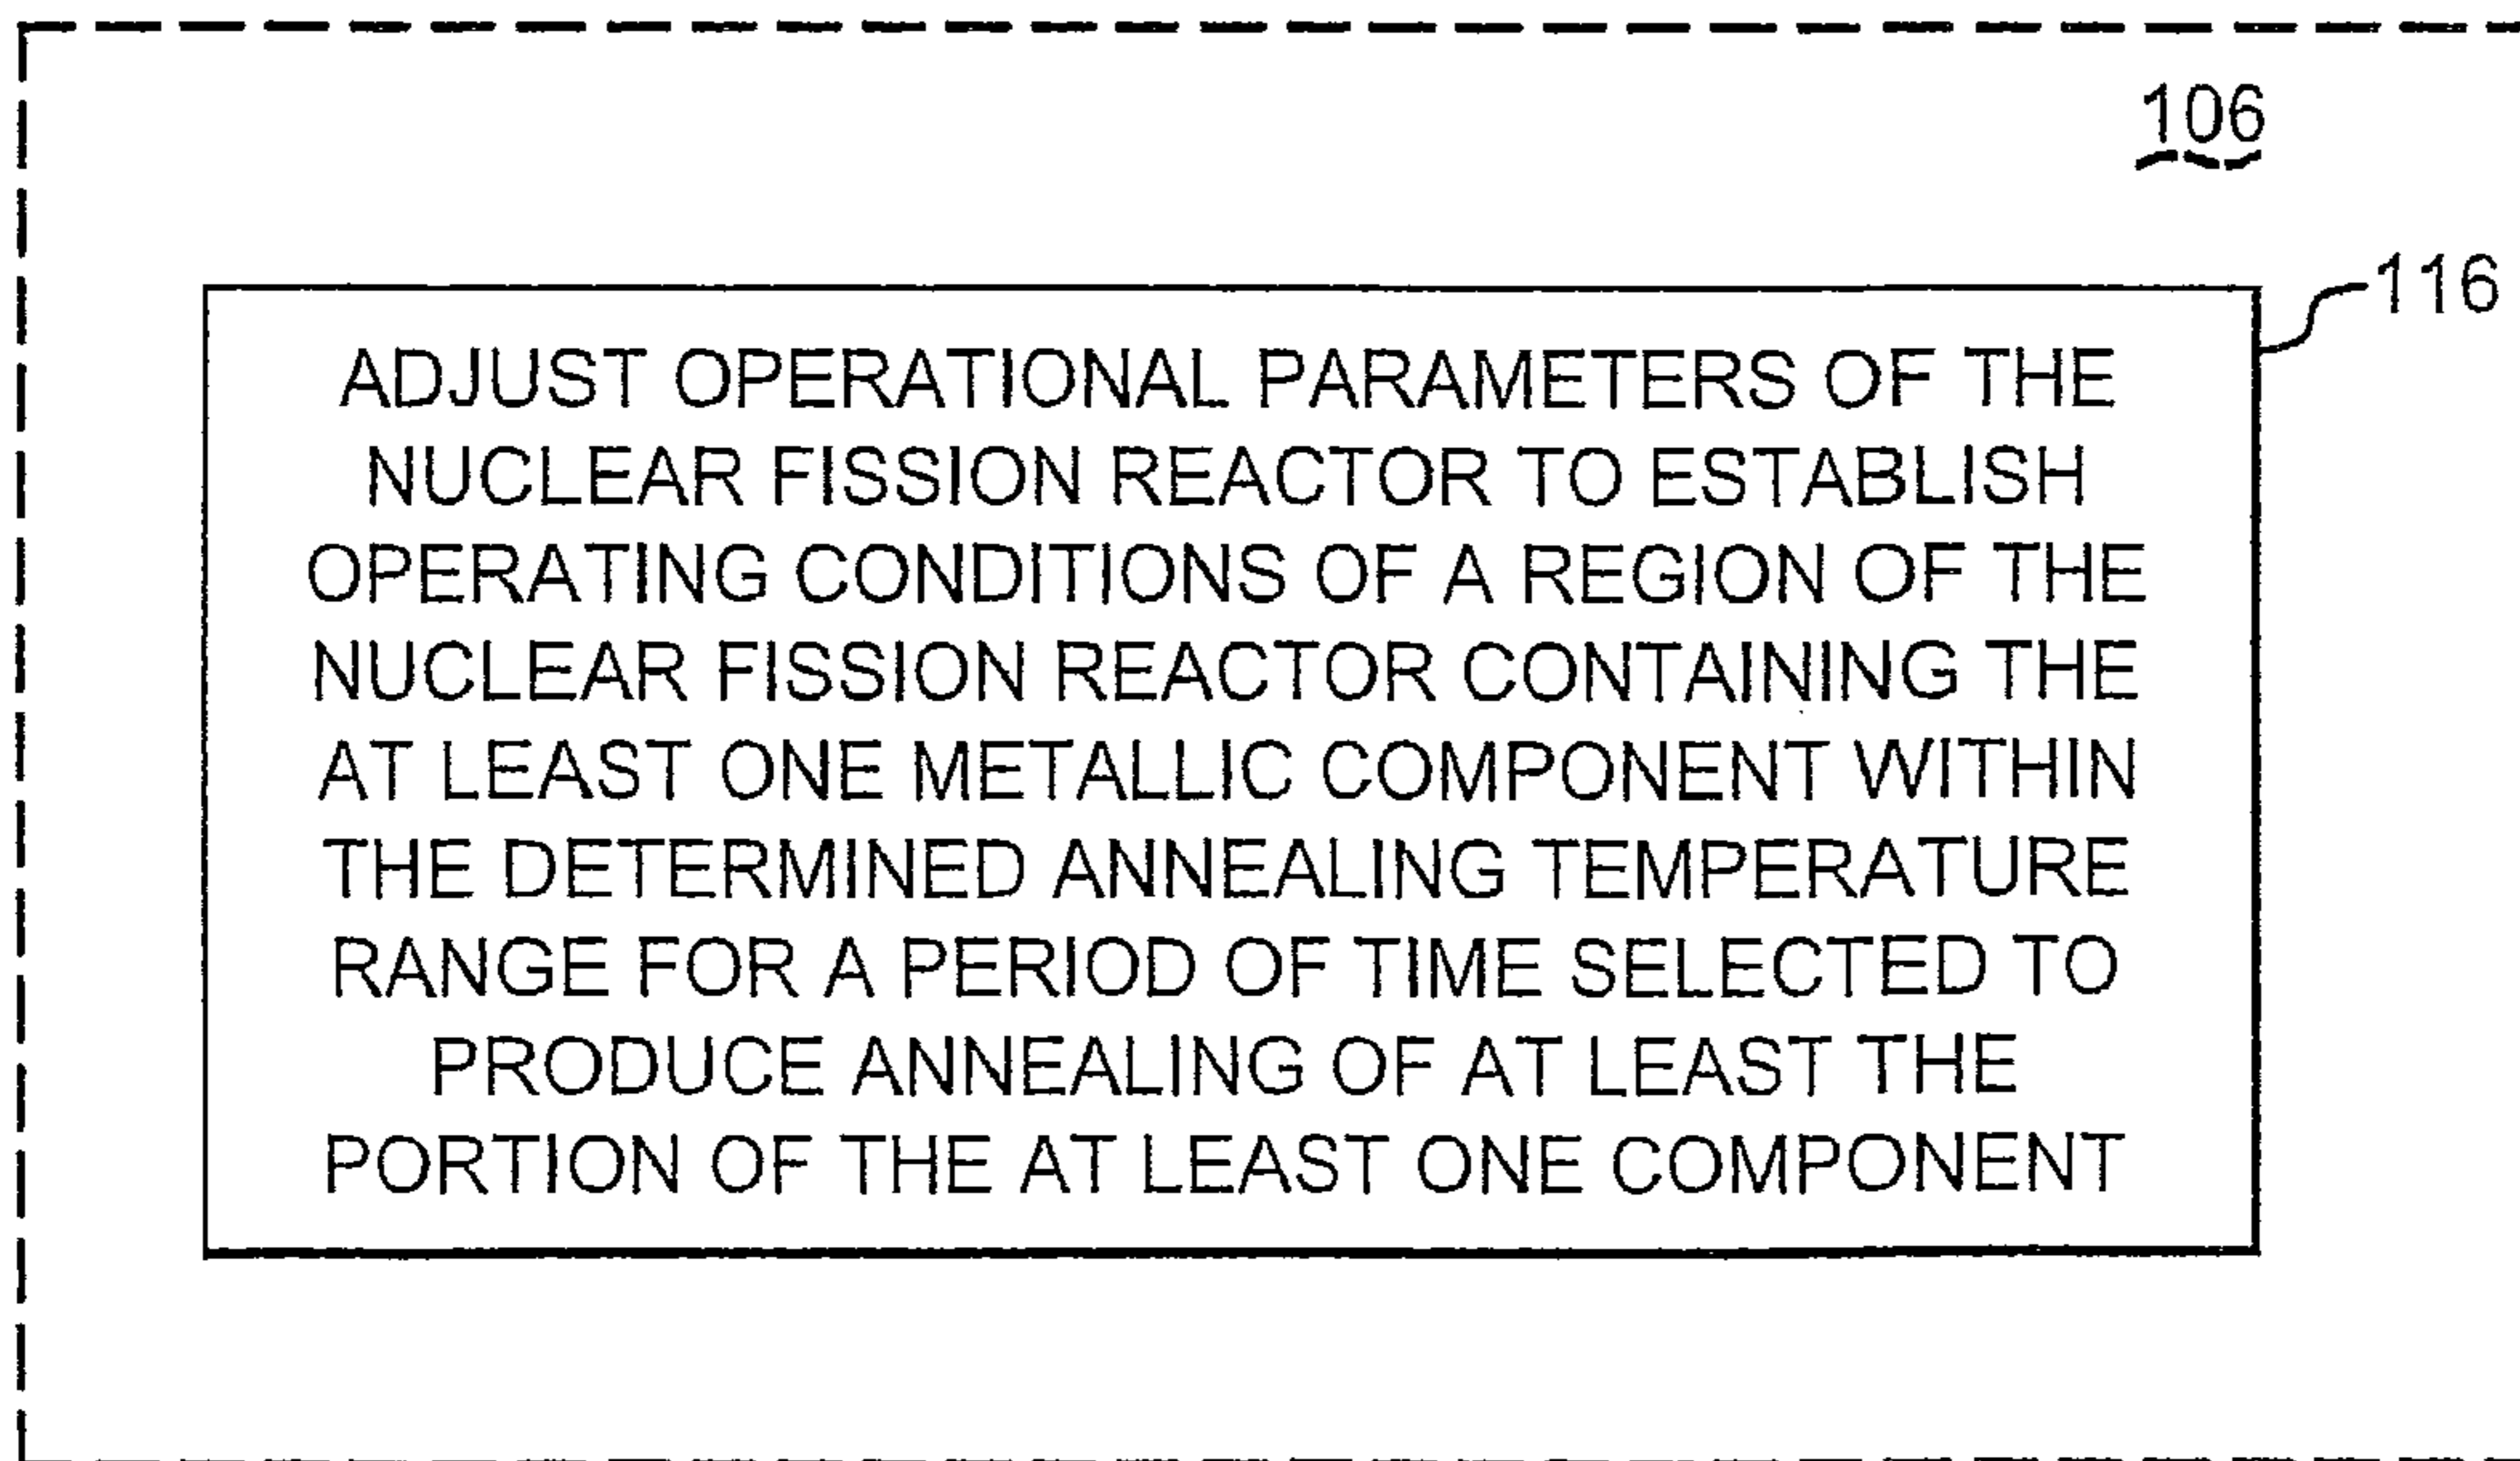 106
116
ADJUST OPERATIONAL PARAMETERS OF THE
NUCLEAR FISSION REACTOR TO ESTABLISH
OPERATING CONDITIONS OF A REGION OF THE
NUCLEAR FISSION REACTOR CONTAINING THE
AT LEAST ONE METALLIC COMPONENT WITHIN
THE DETERMINED ANNEALING TEMPERATURE
RANGE FOR A PERIOD OF TIME SELECTED TO
PRODUCE ANNEALING OF AT LEAST THE
PORTION OF THE AT LEAST ONE COMPONENT